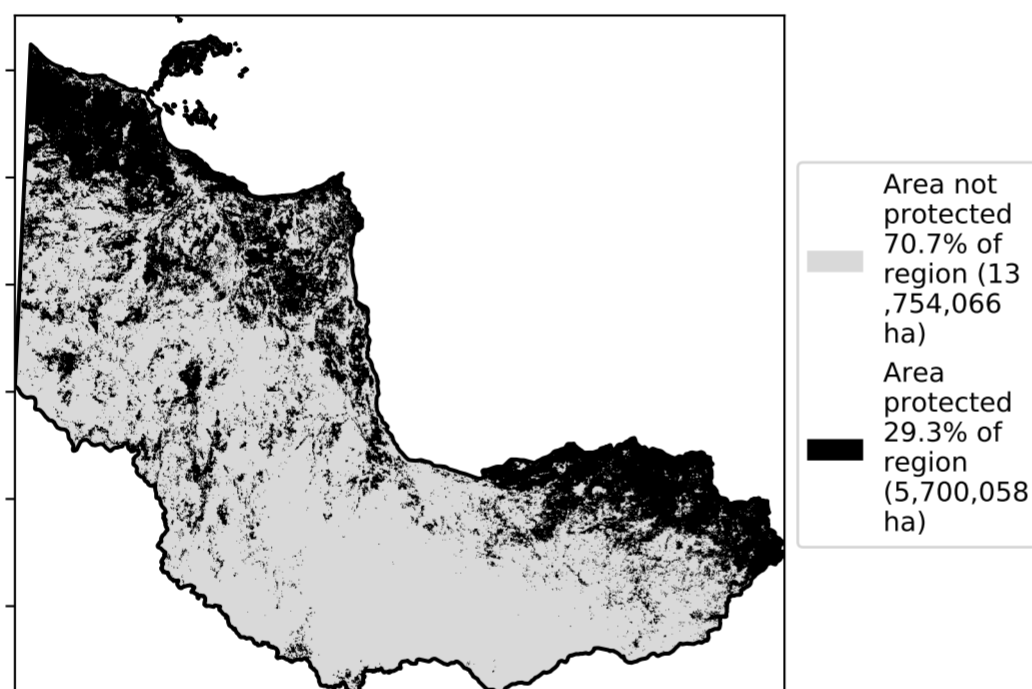 Area not
protected
70.7% of
region (13
,754,066
ha)
Area
protected
29.3% of
region
(5,700,058
ha)